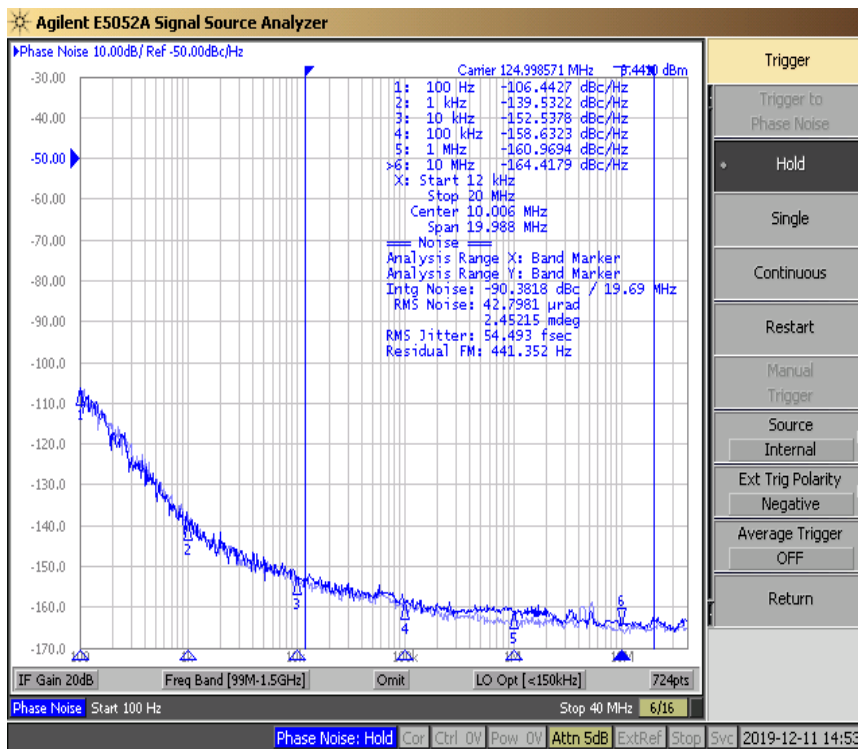 Agilent E5052A Signal Source Analyzer
Phase Noise 10.00dB/ Ref -50.00dBc/Hz
Carrier 124.998571 MHz dBm
1: 100 Hz -106.4427 dBc/Hz
2: 1 kHz -139.5322 dBc/Hz
3: 10 kHz -152.5378 dBc/Hz
4: 100 kHz -158.6323 dBc/Hz
5: 1 MHz -160.9694 dBc/Hz
>6: 10 MHz -164.4179 dBc/Hz
X: Start 12 kHz
Stop 20 MHz
Center 10.006 MHz
Span 19.988 MHz
=== Noise ===
Analysis Range X: Band Marker
Analysis Range Y: Band Marker
Intg Noise: -90.3818 dBc / 19.69 MHz
RMS Noise: 42.7981 µrad
2.45215 mdeg
RMS Jitter: 54.493 fsec
Residual FM: 441.352 Hz
-30.00
-40.00
-50.00
-60.00
-70.00
-80.00
-90.00
-100.0
-110.0
-120.0
-130.0
-140.0
-150.0
-160.0
-170.0
1
2
3
4
5
6
IF Gain 20dB
Freq Band [99M-1.5GHz]
Omit
LO Opt [<150kHz]
724pts
Phase Noise Start 100 Hz
Stop 40 MHz
6/16
Phase Noise: Hold Cor Ctrl 0V Pow 0V Attn 5dB ExtRef Stop Svc 2019-12-11 14:53
Trigger
Trigger to
Phase Noise
Hold
Single
Continuous
Restart
Manual
Trigger
Source
Internal
Ext Trig Polarity
Negative
Average Trigger
OFF
Return